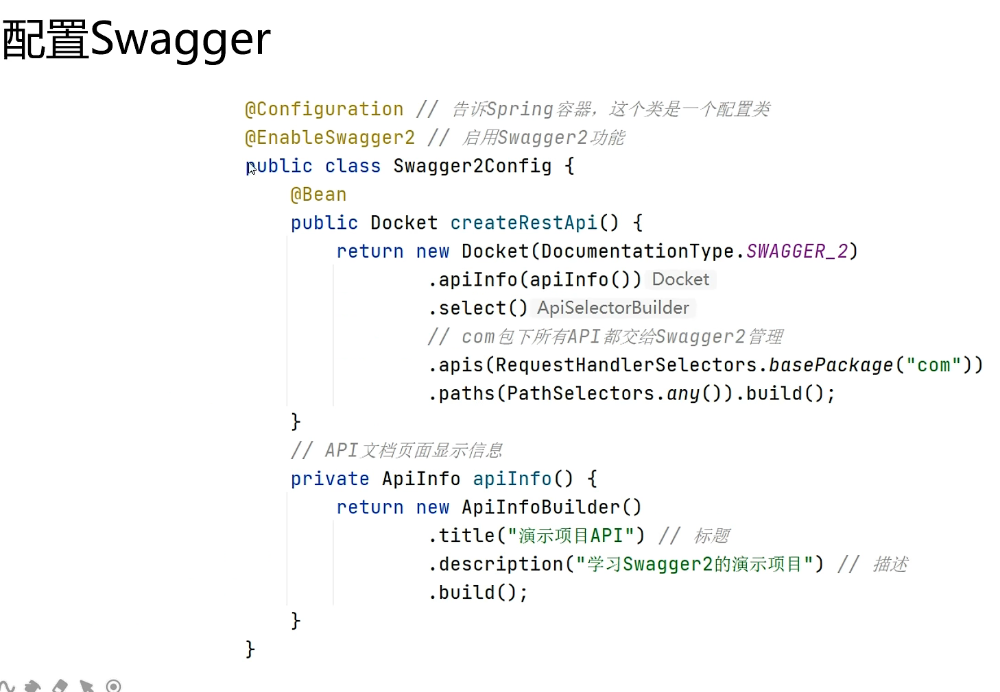 配置Swagger
@Configuration // 告诉Spring容器，这个类是一个配置类
@EnableSwagger2 // 启用Swagger2功能
public class Swagger2Config {
@Bean
public Docket createRestApi() {
return new Docket(DocumentationType.SWAGGER_2)
.apiInfo(apiInfo()) Docket
.select() ApiSelectorBuilder
// com包下所有API都交给Swagger2管理
.apis(RequestHandlerSelectors.basePackage("com"))
.paths(PathSelectors.any()).build();
}
// API文档页面显示信息
private ApiInfo apiInfo() {
return new ApiInfoBuilder()
.title("演示项目API") // 标题
.description("学习Swagger2的演示项目") // 描述
.build();
}
}